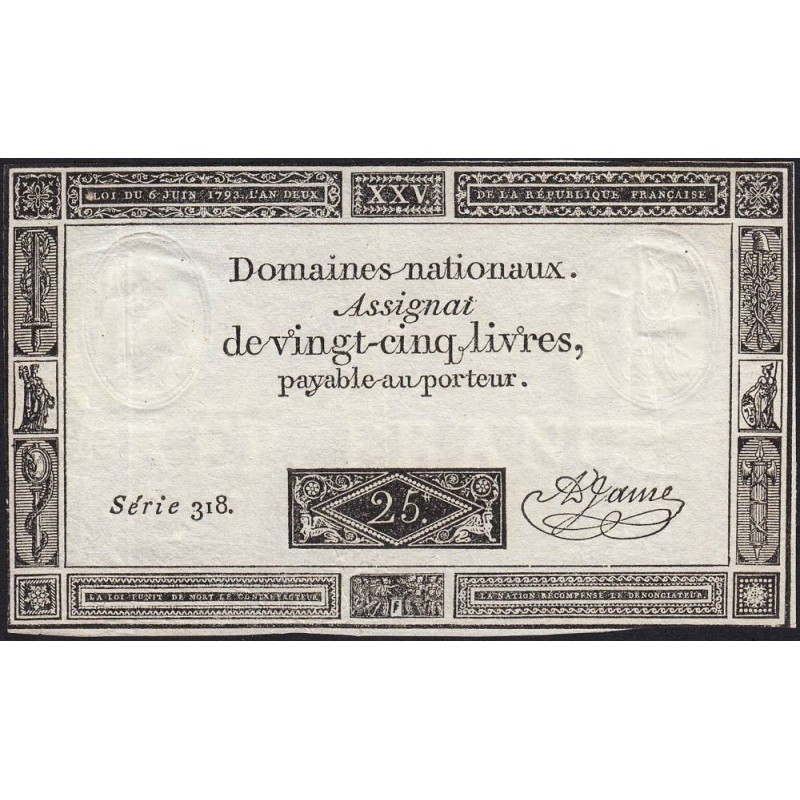 LOI DU 6 JUIN 1793. L'AN DEUX
XXV.
DE LA RÉPUBLIQUE FRANÇAISE
Domaines nationaux.
Assignat
de vingt-cinq livres,
payable au porteur.
Série 318.
25.
A Jame
LA LOI PUNIT DE MORT LE CONTREFACTEUR
LA NATION RÉCOMPENSE LE DÉNONCIATEUR.